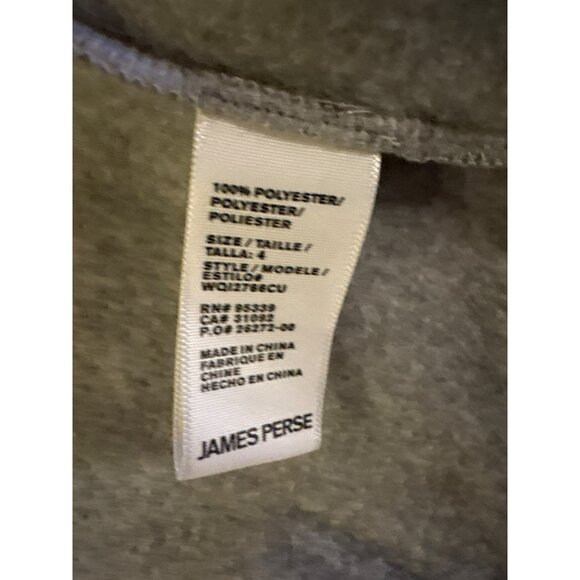 100% POLYESTER/
POLYESTER/
POLIESTER
SIZE/TAILLE/
TALLA: 4
STYLE/MODELE/
ESTILO#
WQI2766CU
RN# 95339
CA# 31092
P.O# 26272-00
MADE IN CHINA
FABRIQUE EN
CHINE
HECHO EN CHINA
JAMES PERSE